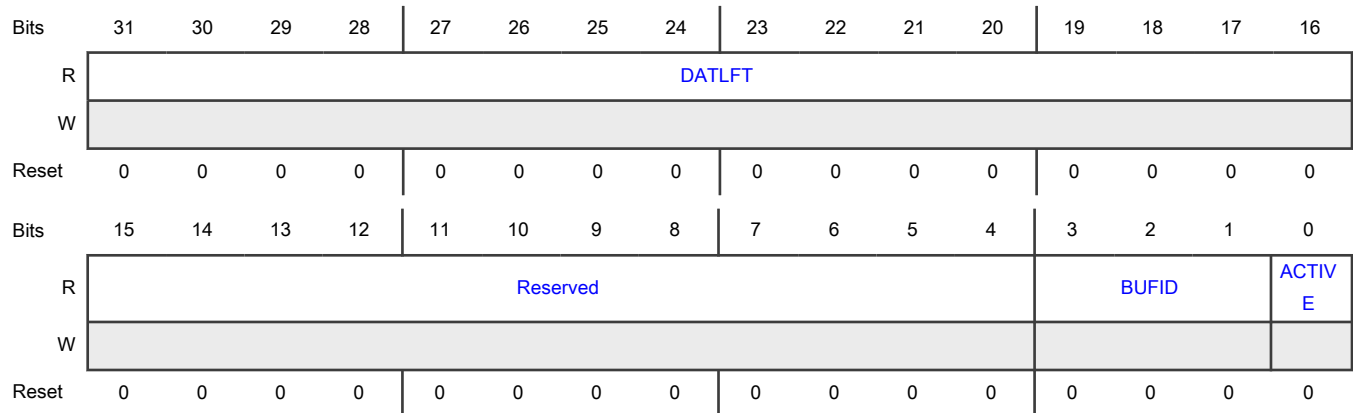 Bits 31 30 29 28 27 26 25 24 23 22 21 20 19 18 17 16
R DATLFT
W
Reset 0 0 0 0 0 0 0 0 0 0 0 0 0 0 0 0
Bits 15 14 13 12 11 10 9 8 7 6 5 4 3 2 1 0
R Reserved BUFID ACTIV
E
W
Reset 0 0 0 0 0 0 0 0 0 0 0 0 0 0 0 0